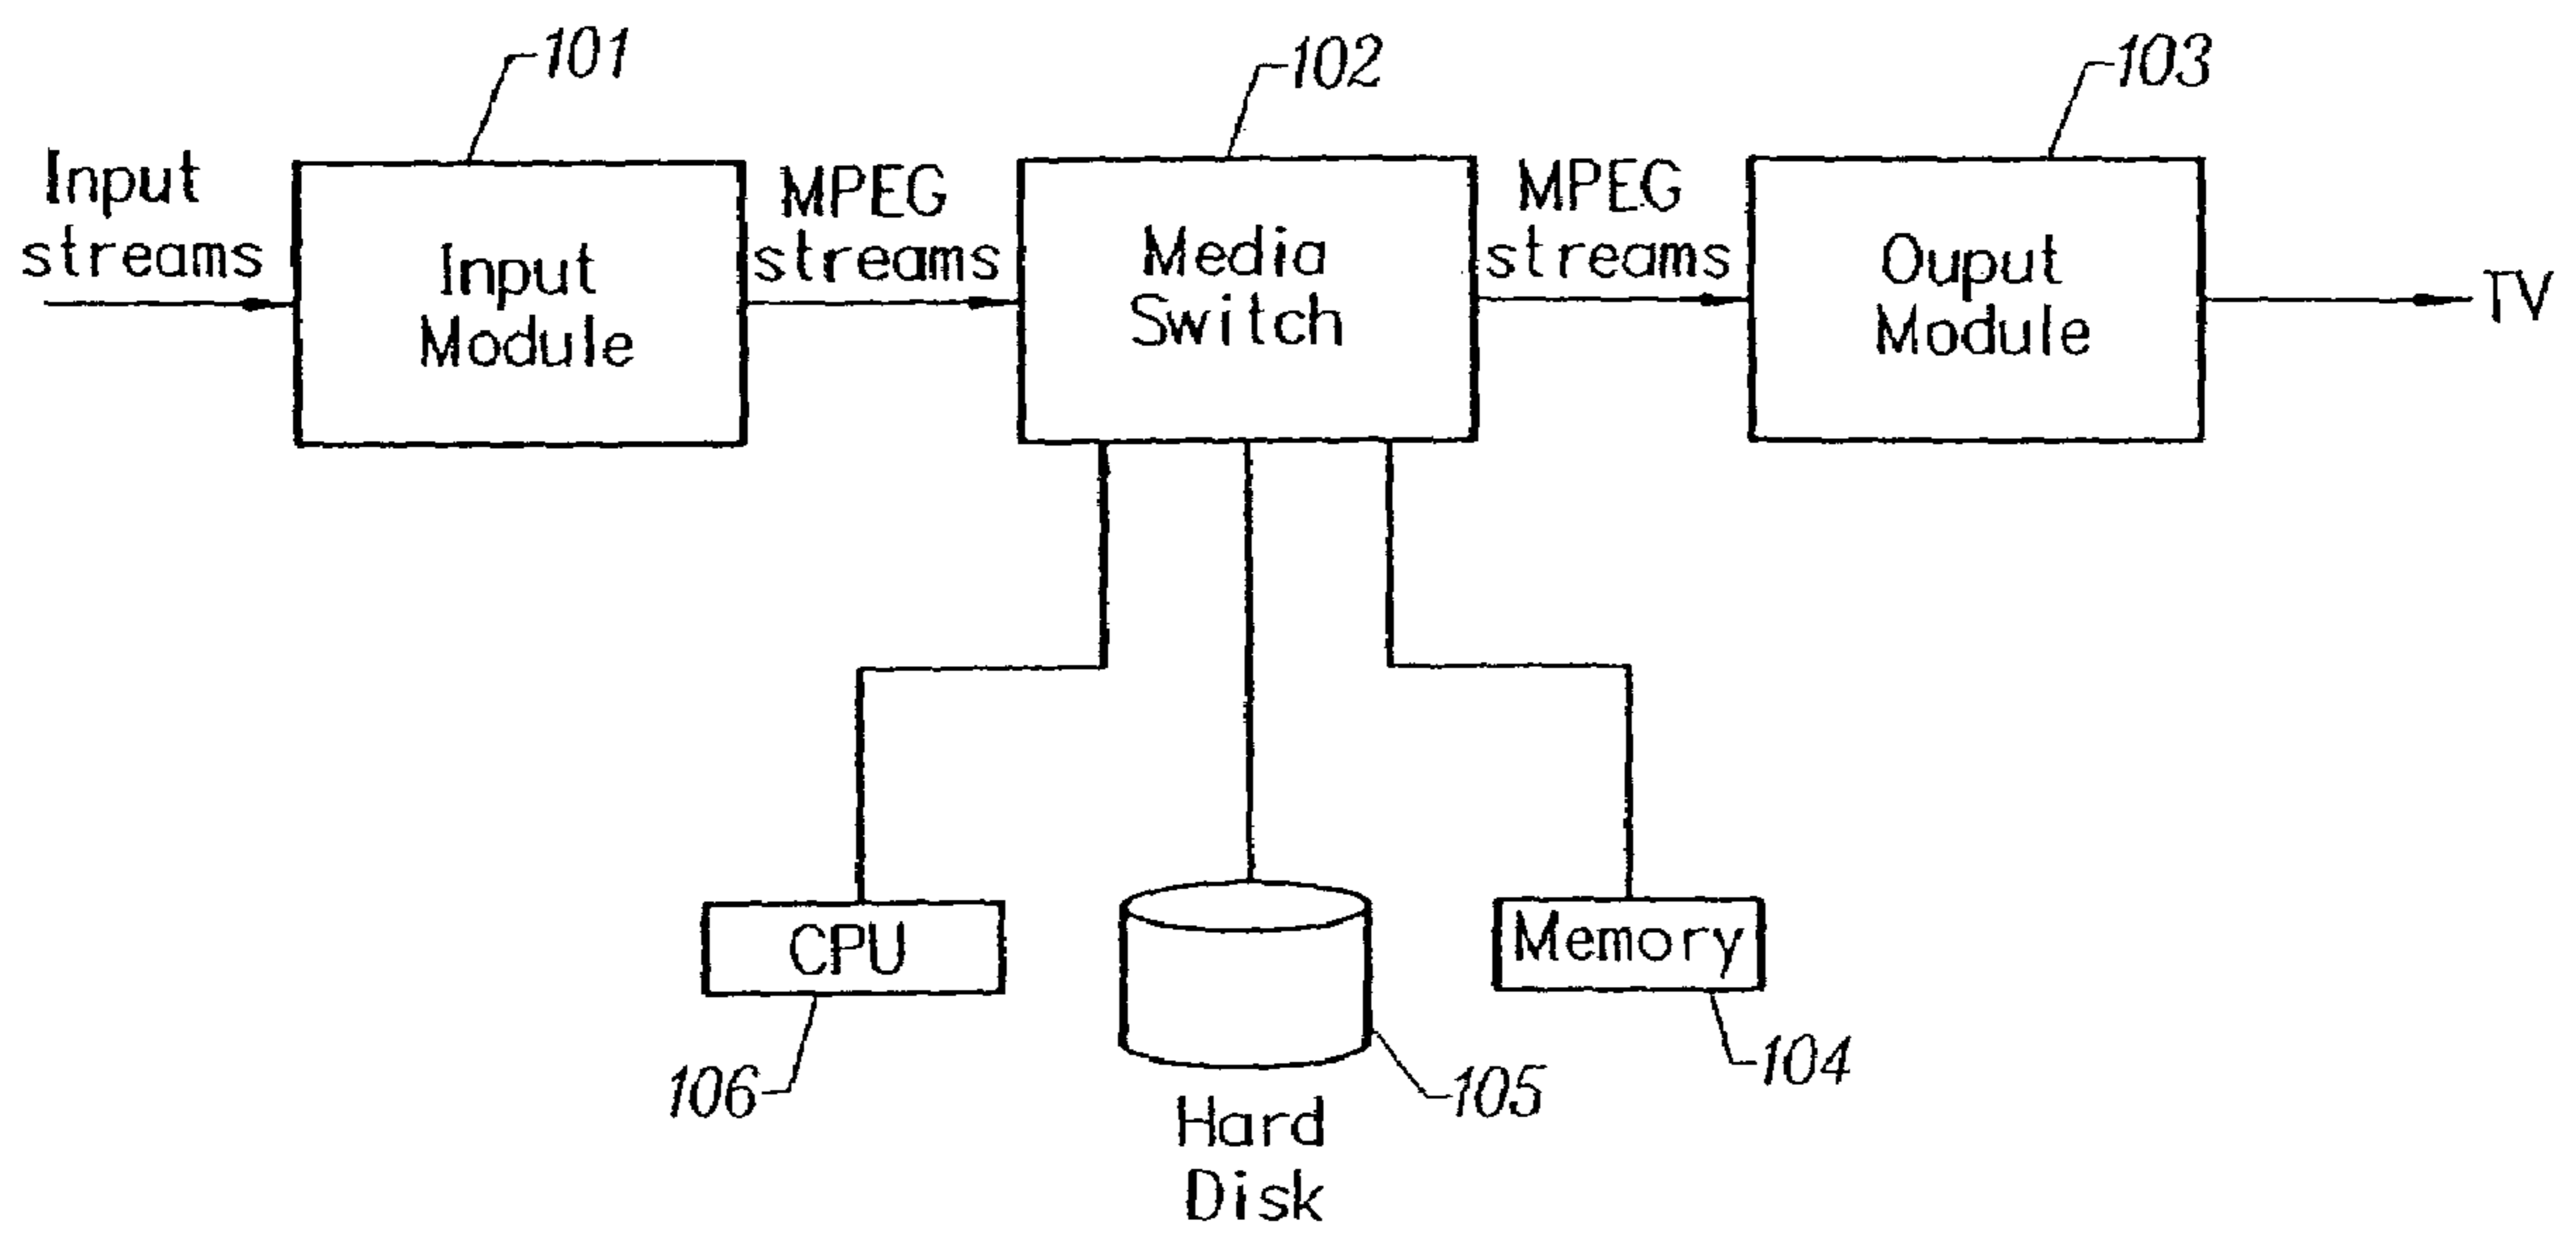 101
102
103
Input
streams
Input
Module
MPEG
streams
Media
Switch
MPEG
streams
Ouput
Module
TV
CPU
106
Hard
Disk
105
Memory
104